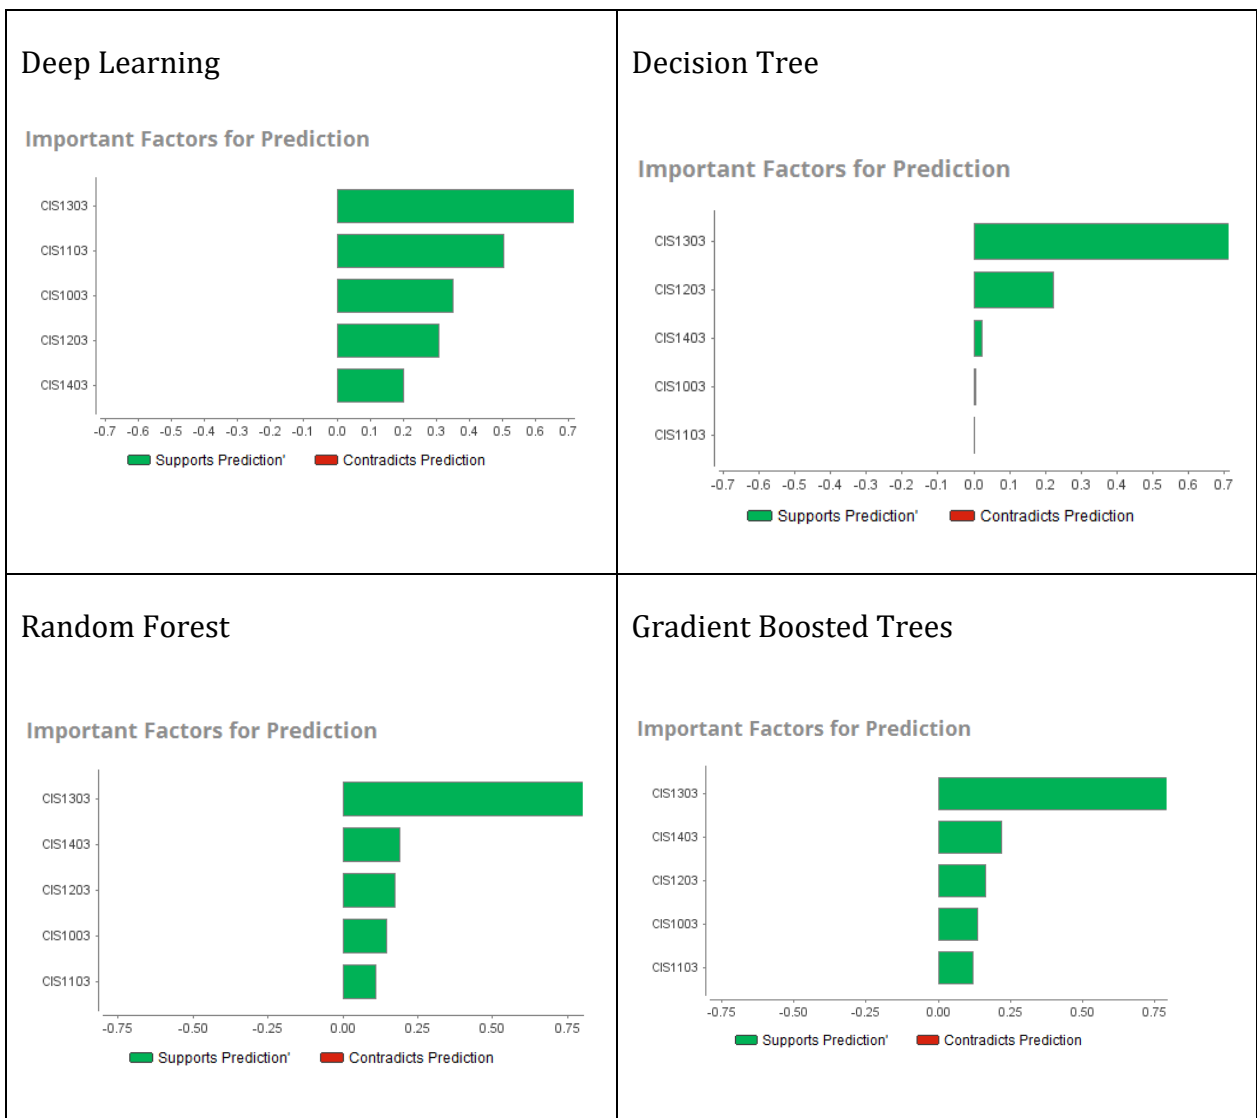 Deep Learning
Important Factors for Prediction
CIS1303
CIS1103
CIS1003
CIS1203
CIS1403
-0.7 -0.6 -0.5 -0.4 -0.3 -0.2 -0.1 0.0 0.1 0.2 0.3 0.4 0.5 0.6 0.7
Supports Prediction' Contradicts Prediction
Decision Tree
Important Factors for Prediction
CIS1303
CIS1203
CIS1403
CIS1003
CIS1103
-0.7 -0.6 -0.5 -0.4 -0.3 -0.2 -0.1 0.0 0.1 0.2 0.3 0.4 0.5 0.6 0.7
Supports Prediction' Contradicts Prediction
Random Forest
Important Factors for Prediction
CIS1303
CIS1403
CIS1203
CIS1003
CIS1103
-0.75 -0.50 -0.25 0.00 0.25 0.50 0.75
Supports Prediction' Contradicts Prediction
Gradient Boosted Trees
Important Factors for Prediction
CIS1303
CIS1403
CIS1203
CIS1003
CIS1103
-0.75 -0.50 -0.25 0.00 0.25 0.50 0.75
Supports Prediction' Contradicts Prediction